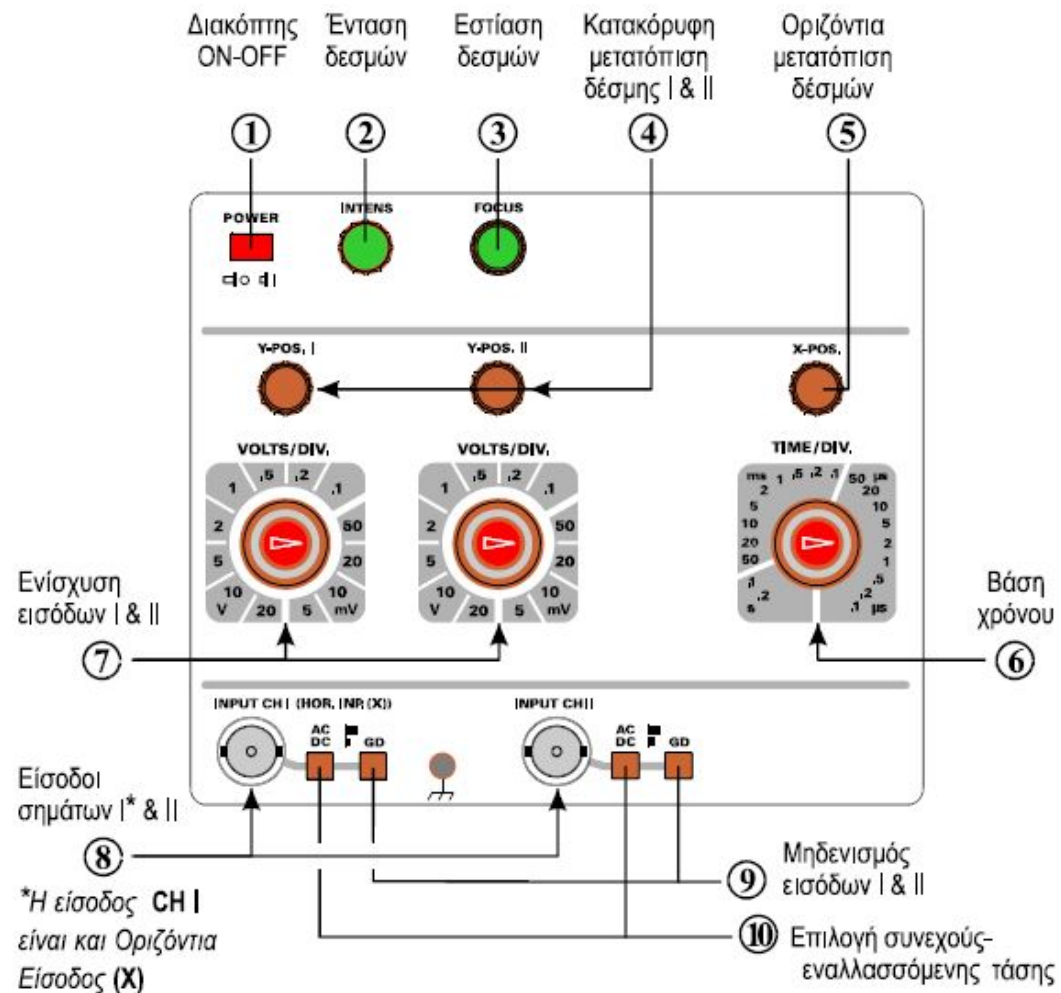 Διακόπτης
ON-OFF
Ένταση
δεσμών
Εστίαση
δεσμών
Κατακόρυφη
μετατόπιση
δέσμης I & II
Οριζόντια
μετατόπιση
δέσμών
1
2
3
4
5
POWER
INTENS
FOCUS
Y-POS. I
Y-POS. II
X-POS.
VOLTS/DIV.
VOLTS/DIV.
TIME/DIV.
.5 .2
1 .1
2 50
5 20
10 10
V 20 5 mV
.5 .2
1 .1
2 50
5 20
10 10
V 20 5 mV
ms 1 .5 .2 .1 50 µs
2 20
5 10
10 5
20 2
50 1
.1 .5
.2 .2
s .1 µs
Ενίσχυση
εισόδων I & II
7
Βάση
χρόνου
6
INPUT CH I (HOR. INP. (X))
AC
DC
GD
INPUT CHII
AC
DC
GD
Είσοδοι
σημάτων I* & II
8
*Η είσοδος CH I
είναι και Οριζόντια
Είσοδος (X)
9
Μηδενισμός
εισόδων I & II
10
Επιλογή συνεχούς-
εναλλασσόμενης τάσης